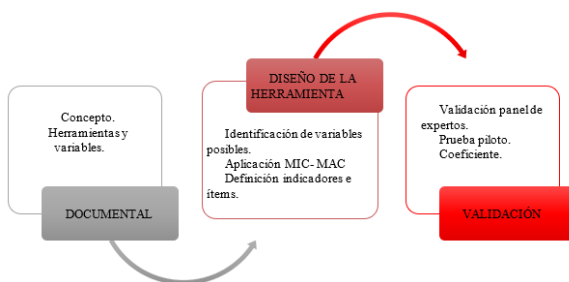 Concepto.
Herramientas y
variables.
DOCUMENTAL
DISEÑO DE LA
HERRAMIENTA
Identificación de variables
posibles.
Aplicación MIC- MAC
Definición indicadores e
ítems.
Validación panel de
expertos.
Prueba piloto.
Coeficiente.
VALIDACIÓN